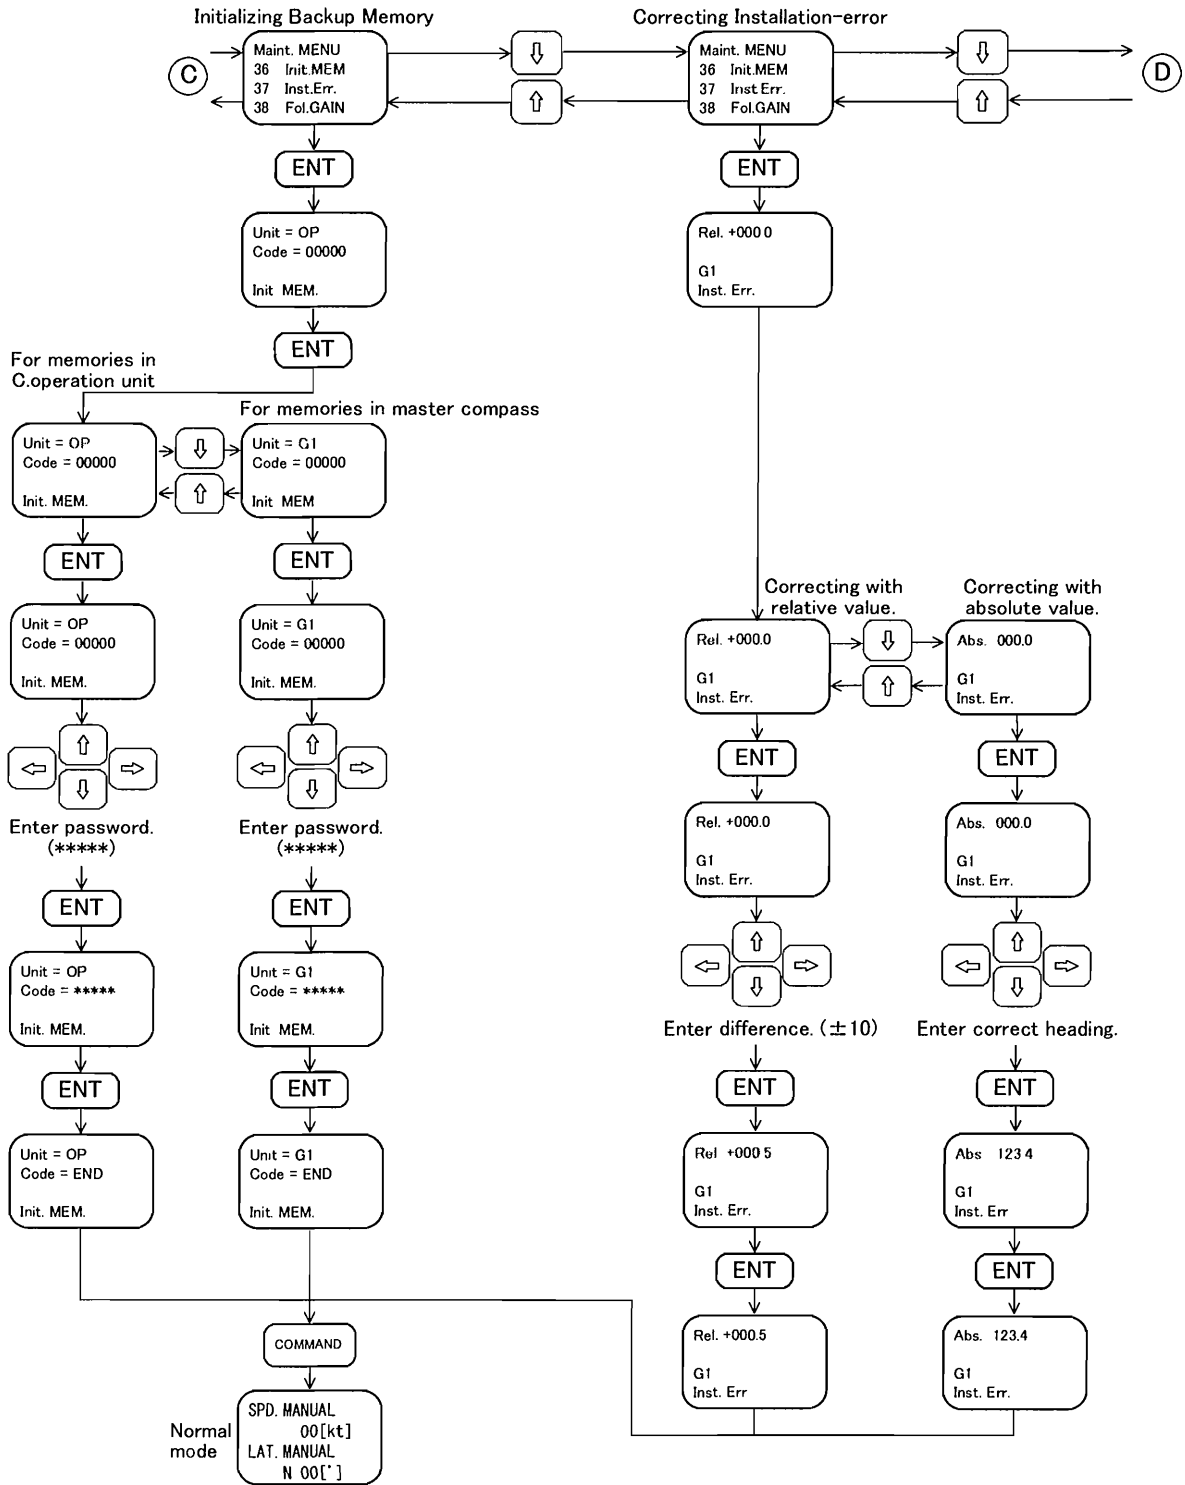 Initializing Backup Memory
Correcting Installation-error
C
Maint. MENU
36 Init.MEM
37 Inst.Err.
38 Fol.GAIN
Maint. MENU
36 Init.MEM
37 Inst Err.
38 Fol.GAIN
D
ENT
ENT
Unit = OP
Code = 00000
Init MEM.
Rel. +000 0
G1
Inst. Err.
ENT
For memories in
C.operation unit
For memories in master compass
Unit = OP
Code = 00000
Init. MEM.
Unit = G1
Code = 00000
Init MEM
ENT
ENT
Unit = OP
Code = 00000
Init. MEM.
Unit = G1
Code = 00000
Init. MEM.
Correcting with
relative value.
Correcting with
absolute value.
Rel. +000.0
G1
Inst. Err.
Abs. 000.0
G1
Inst. Err.
ENT
ENT
Enter password.
(*****)
Enter password.
(*****)
Rel. +000.0
G1
Inst. Err.
Abs. 000.0
G1
Inst. Err.
ENT
ENT
Unit = OP
Code = *****
Init. MEM.
Unit = G1
Code = *****
Init MEM.
Enter difference. (±10)
Enter correct heading.
ENT
ENT
ENT
ENT
Unit = OP
Code = END
Init. MEM.
Unit = G1
Code = END
Init. MEM.
Rel +000 5
G1
Inst. Err.
Abs 123 4
G1
Inst. Err
ENT
ENT
COMMAND
Rel. +000.5
G1
Inst. Err
Abs. 123.4
G1
Inst. Err.
Normal
mode
SPD. MANUAL
00[kt]
LAT. MANUAL
N 00[°]